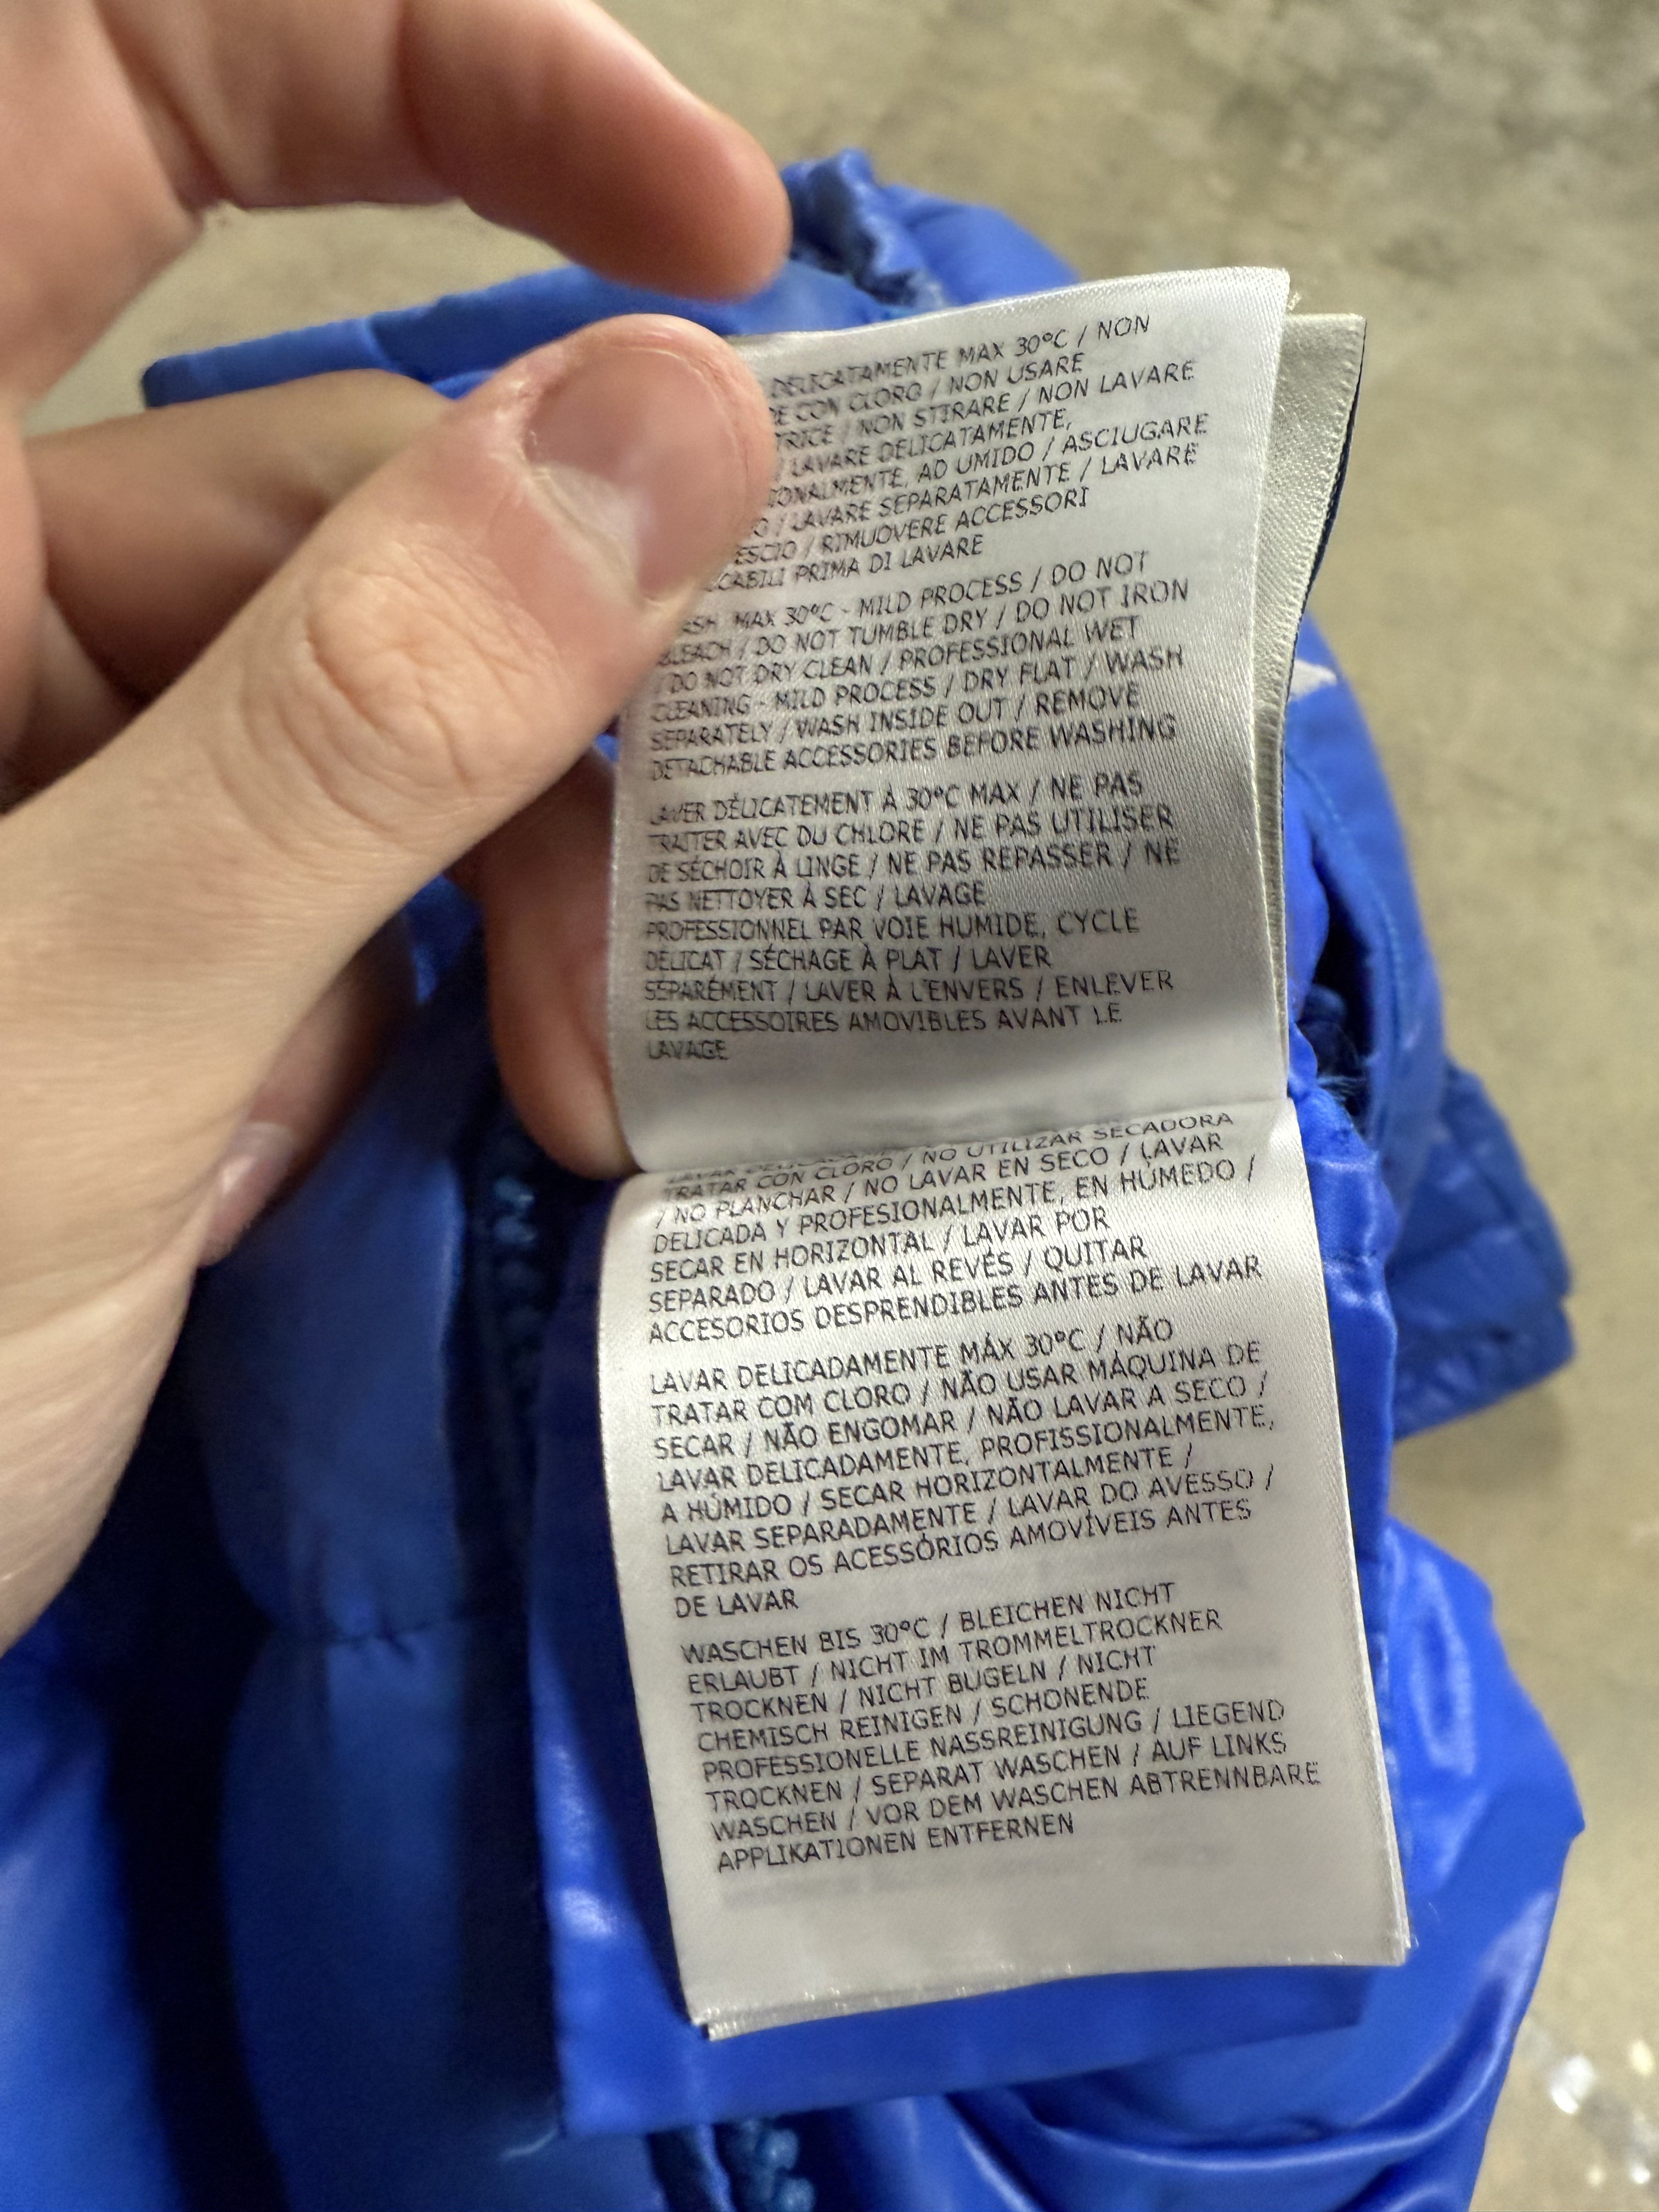 DELICATAMENTE MAX 30°C / NON
CON CLORO / NON USARE
/ NON STIRARE / NON LAVARE
/ LAVARE DELICATAMENTE,
AD UMIDO / ASCIUGARE
/ LAVARE SEPARATAMENTE / LAVARE
/ RIMUOVERE ACCESSORI
PRIMA DI LAVARE
MAX 30°C - MILD PROCESS / DO NOT
BLEACH / DO NOT TUMBLE DRY / DO NOT IRON
/ DO NOT DRY CLEAN / PROFESSIONAL WET
CLEANING - MILD PROCESS / DRY FLAT / WASH
SEPARATELY / WASH INSIDE OUT / REMOVE
DETACHABLE ACCESSORIES BEFORE WASHING
LAVER DÉLICATEMENT À 30°C MAX / NE PAS
TRAITER AVEC DU CHLORE / NE PAS UTILISER
DE SÉCHOIR À LINGE / NE PAS REPASSER / NE
PAS NETTOYER À SEC / LAVAGE
PROFESSIONNEL PAR VOIE HUMIDE, CYCLE
DÉLICAT / SÉCHAGE À PLAT / LAVER
SÉPARÉMENT / LAVER À L'ENVERS / ENLEVER
LES ACCESSOIRES AMOVIBLES AVANT LE
LAVAGE
TRATAR CON CLORO / NO UTILIZAR SECADORA
/ NO PLANCHAR / NO LAVAR EN SECO / LAVAR
DELICADA Y PROFESIONALMENTE, EN HÚMEDO /
SECAR EN HORIZONTAL / LAVAR POR
SEPARADO / LAVAR AL REVÉS / QUITAR
ACCESORIOS DESPRENDIBLES ANTES DE LAVAR
LAVAR DELICADAMENTE MÁX 30°C / NÃO
TRATAR COM CLORO / NÃO USAR MÁQUINA DE
SECAR / NÃO ENGOMAR / NÃO LAVAR A SECO /
LAVAR DELICADAMENTE, PROFISSIONALMENTE,
A HÚMIDO / SECAR HORIZONTALMENTE /
LAVAR SEPARADAMENTE / LAVAR DO AVESSO /
RETIRAR OS ACESSÓRIOS AMOVÍVEIS ANTES
DE LAVAR
WASCHEN BIS 30°C / BLEICHEN NICHT
ERLAUBT / NICHT IM TROMMELTROCKNER
TROCKNEN / NICHT BÜGELN / NICHT
CHEMISCH REINIGEN / SCHONENDE
PROFESSIONELLE NASSREINIGUNG / LIEGEND
TROCKNEN / SEPARAT WASCHEN / AUF LINKS
WASCHEN / VOR DEM WASCHEN ABTRENNBARE
APPLIKATIONEN ENTFERNEN